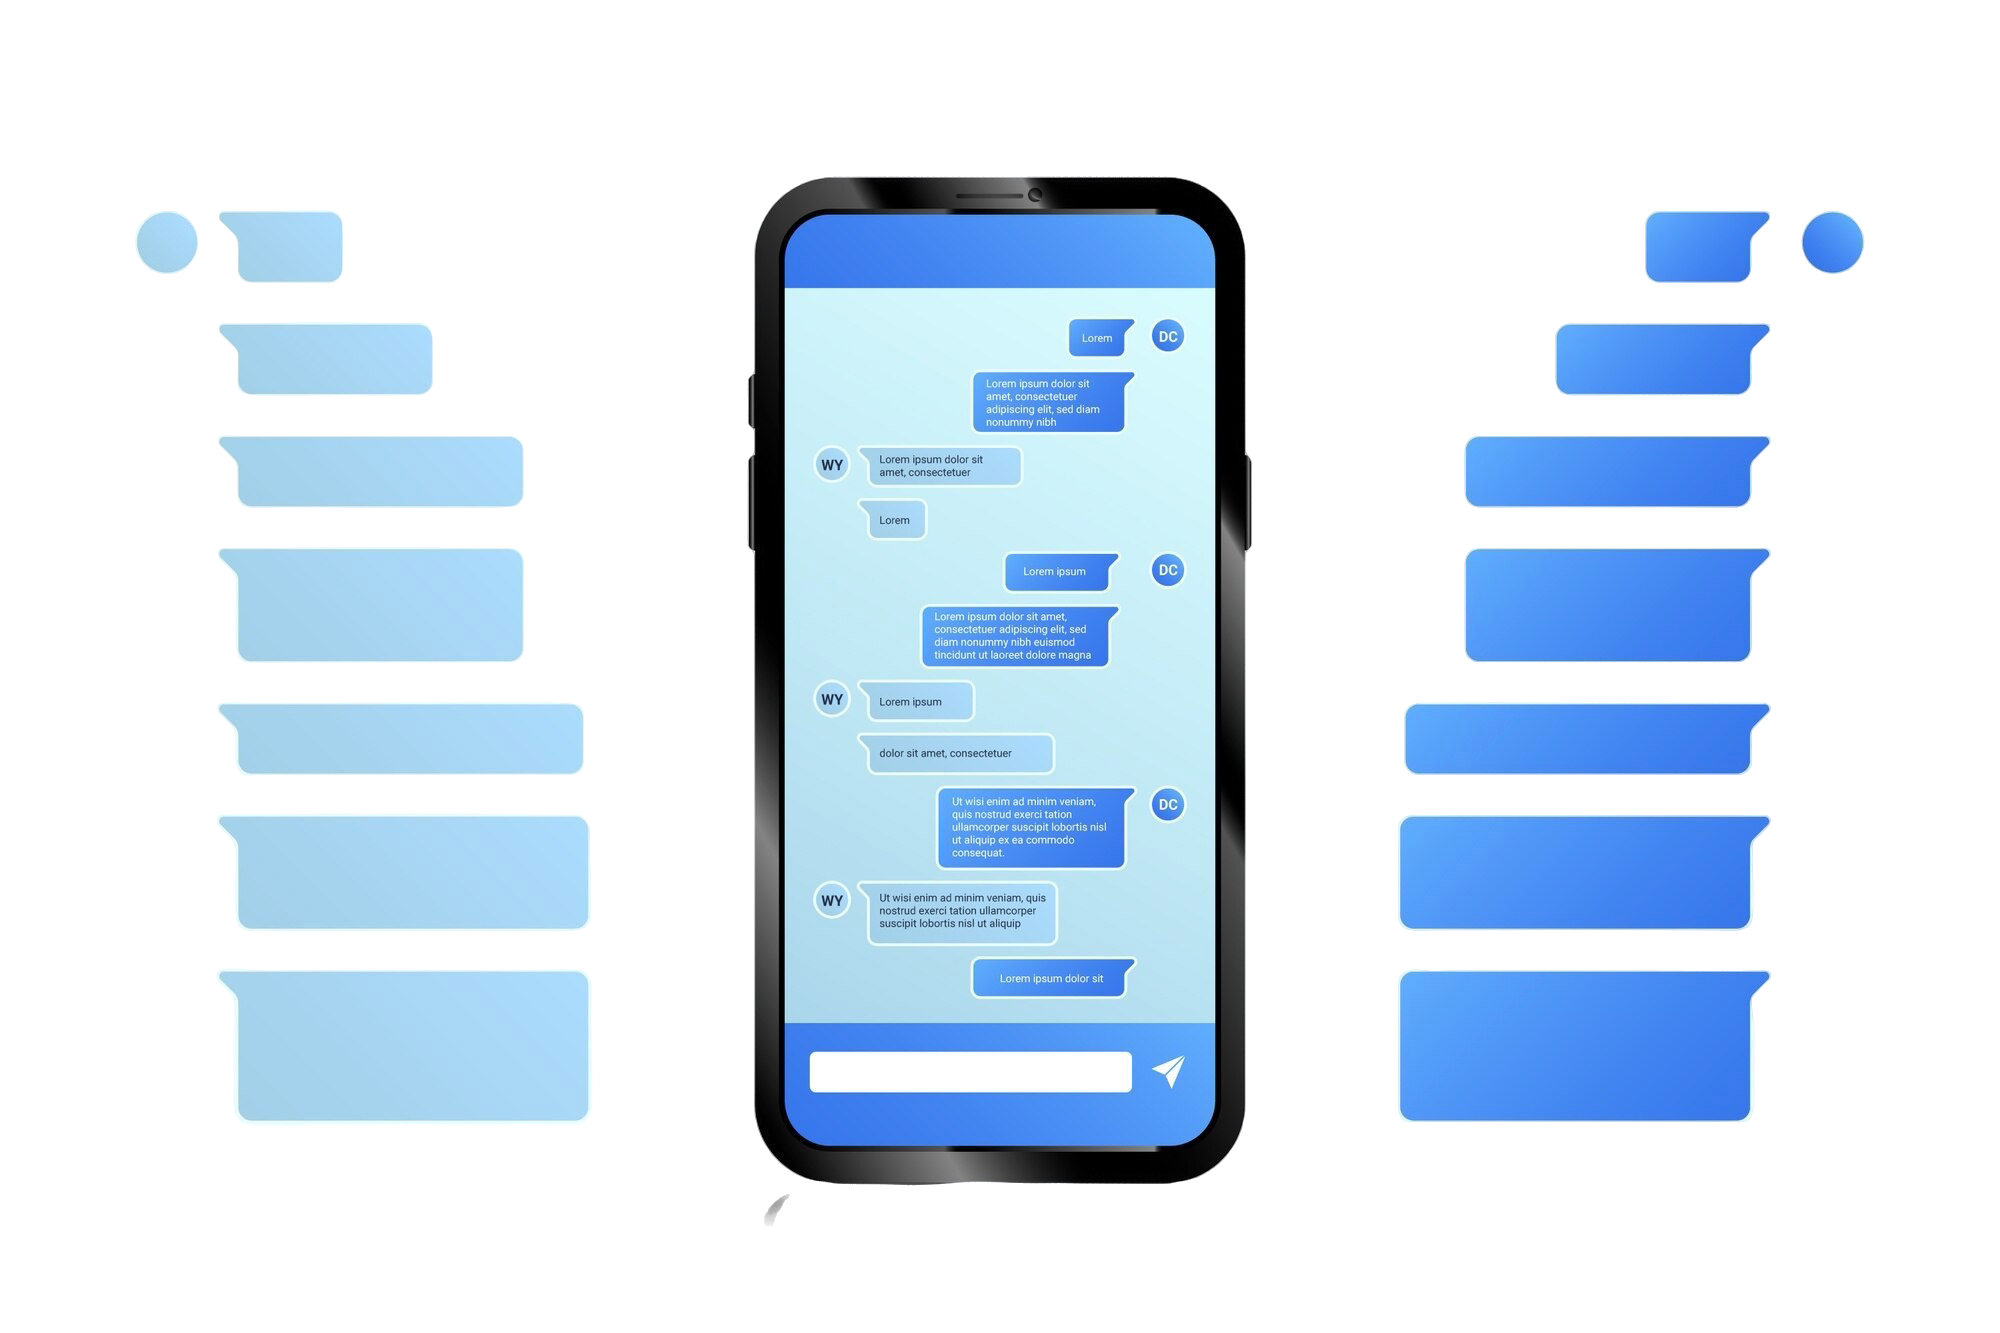 Lorem
DC
Lorem ipsum dolor sit
amet, consectetuer
adipiscing elit, sed diam
nonummy nibh
WY
Lorem ipsum dolor sit
amet, consectetuer
Lorem
Lorem ipsum
DC
Lorem ipsum dolor sit amet,
consectetuer adipiscing elit, sed
diam nonummy nibh euismod
tincidunt ut laoreet dolore magna
WY
Lorem ipsum
dolor sit amet, consectetuer
Ut wisi enim ad minim veniam,
quis nostrud exerci tation
ullamcorper suscipit lobortis nisl
ut aliquip ex ea commodo
consequat.
DC
WY
Ut wisi enim ad minim veniam, quis
nostrud exerci tation ullamcorper
suscipit lobortis nisl ut aliquip
Lorem ipsum dolor sit